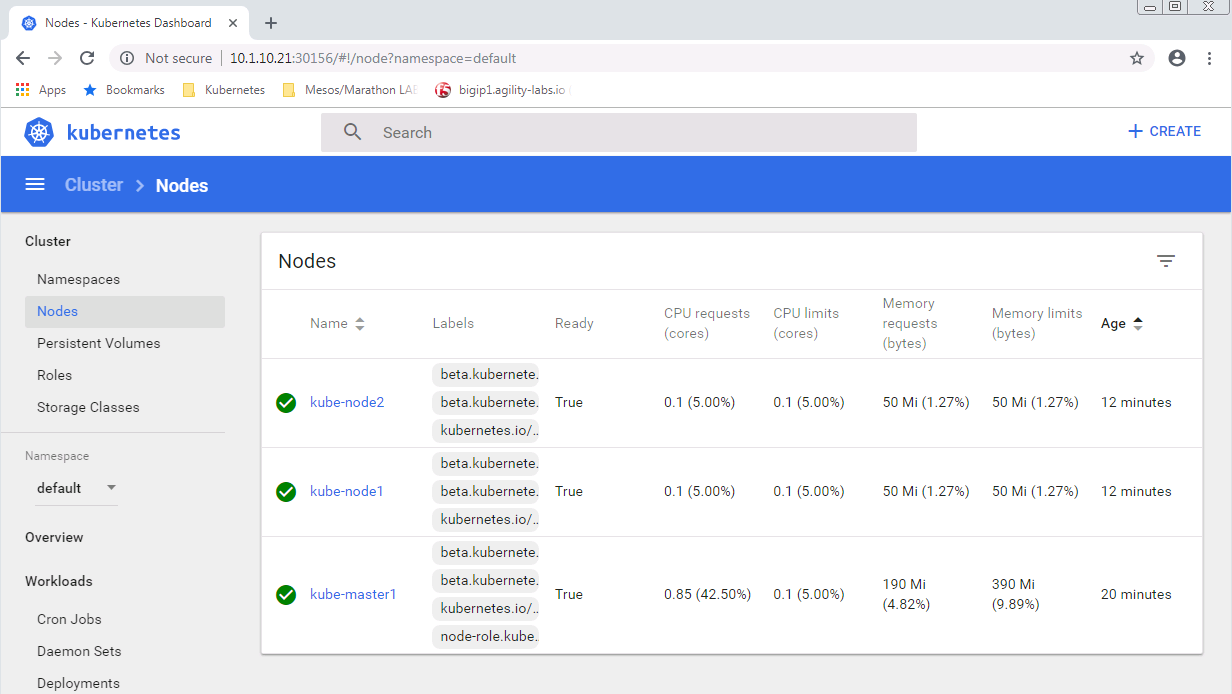 Nodes - Kubernetes Dashboard
Not secure 10.1.10.21:30156/#!/node?namespace=default
Apps Bookmarks Kubernetes Mesos/Marathon LAB bigip1.agility-labs.io
kubernetes Search + CREATE
Cluster > Nodes
Cluster
Namespaces
Nodes
Persistent Volumes
Roles
Storage Classes
Namespace
default
Overview
Workloads
Cron Jobs
Daemon Sets
Deployments
Nodes
Name Labels Ready CPU requests (cores) CPU limits (cores) Memory requests (bytes) Memory limits (bytes) Age
beta.kubernete.
kube-node2 beta.kubernete. True 0.1 (5.00%) 0.1 (5.00%) 50 Mi (1.27%) 50 Mi (1.27%) 12 minutes
kubernetes.io/..
beta.kubernete.
kube-node1 beta.kubernete. True 0.1 (5.00%) 0.1 (5.00%) 50 Mi (1.27%) 50 Mi (1.27%) 12 minutes
kubernetes.io/..
beta.kubernete.
beta.kubernete.
kube-master1 True 0.85 (42.50%) 0.1 (5.00%) 190 Mi (4.82%) 390 Mi (9.89%) 20 minutes
kubernetes.io/..
node-role.kube.